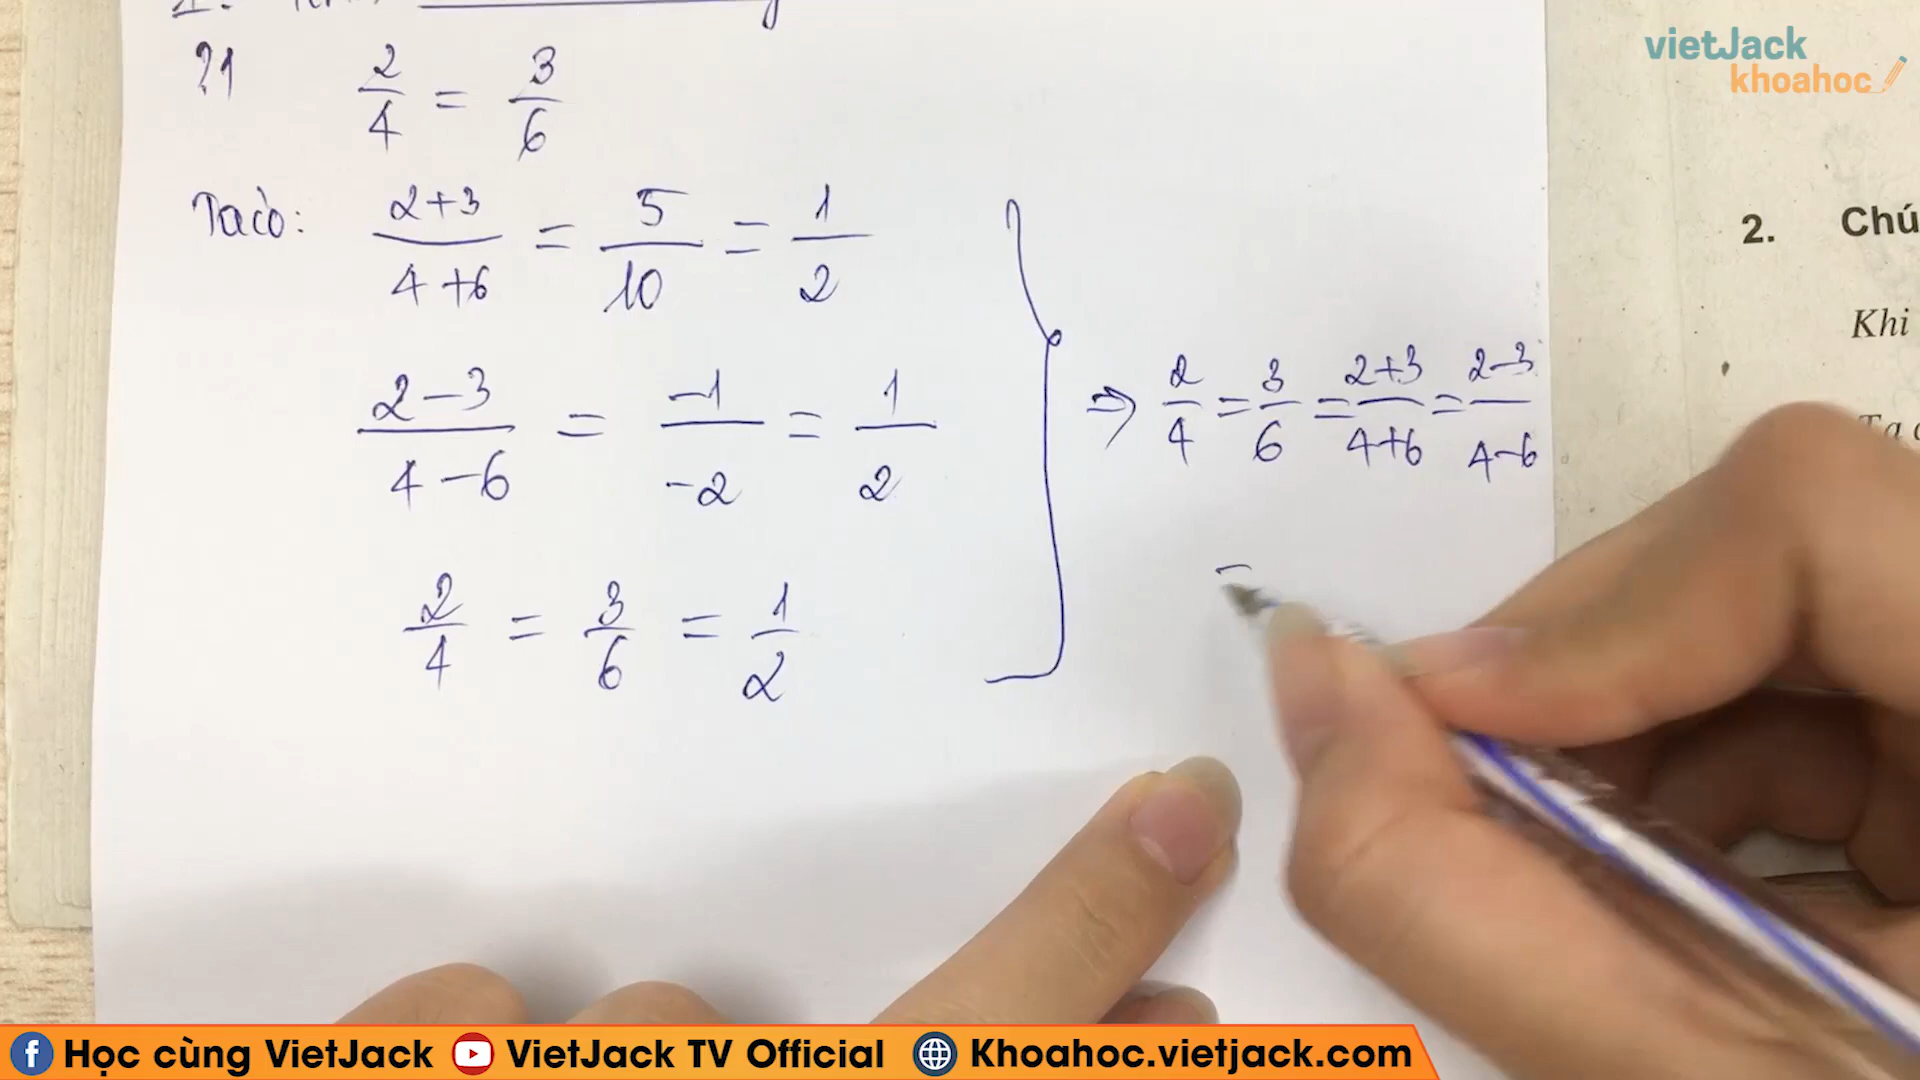 vietJack
khoahoc
?1 2/4 = 3/6
Ta có: (2+3)/(4+6) = 5/10 = 1/2
(2-3)/(4-6) = -1/-2 = 1/2
2/4 = 3/6 = 1/2
⇒ 2/4 = 3/6 = (2+3)/(4+6) = (2-3)/(4-6)
=
2. Chú
Khi
Học cùng VietJack VietJack TV Official Khoahoc.vietjack.com